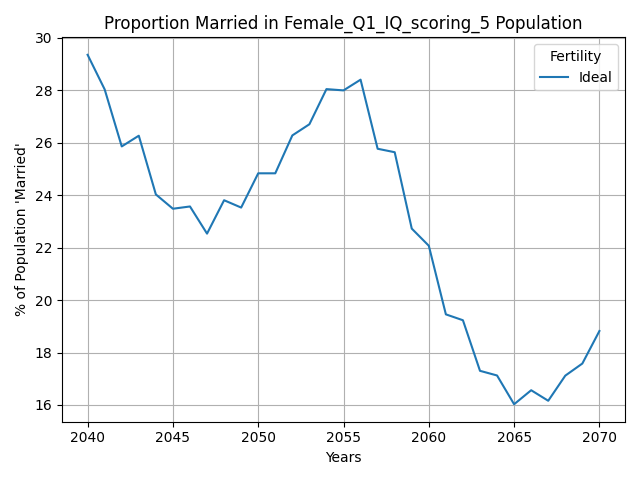 Proportion Married in Female_Q1_IQ_scoring_5 Population
% of Population 'Married'
30
28
26
24
22
20
18
16
Fertility
Ideal
2040 2045 2050 2055 2060 2065 2070
Years